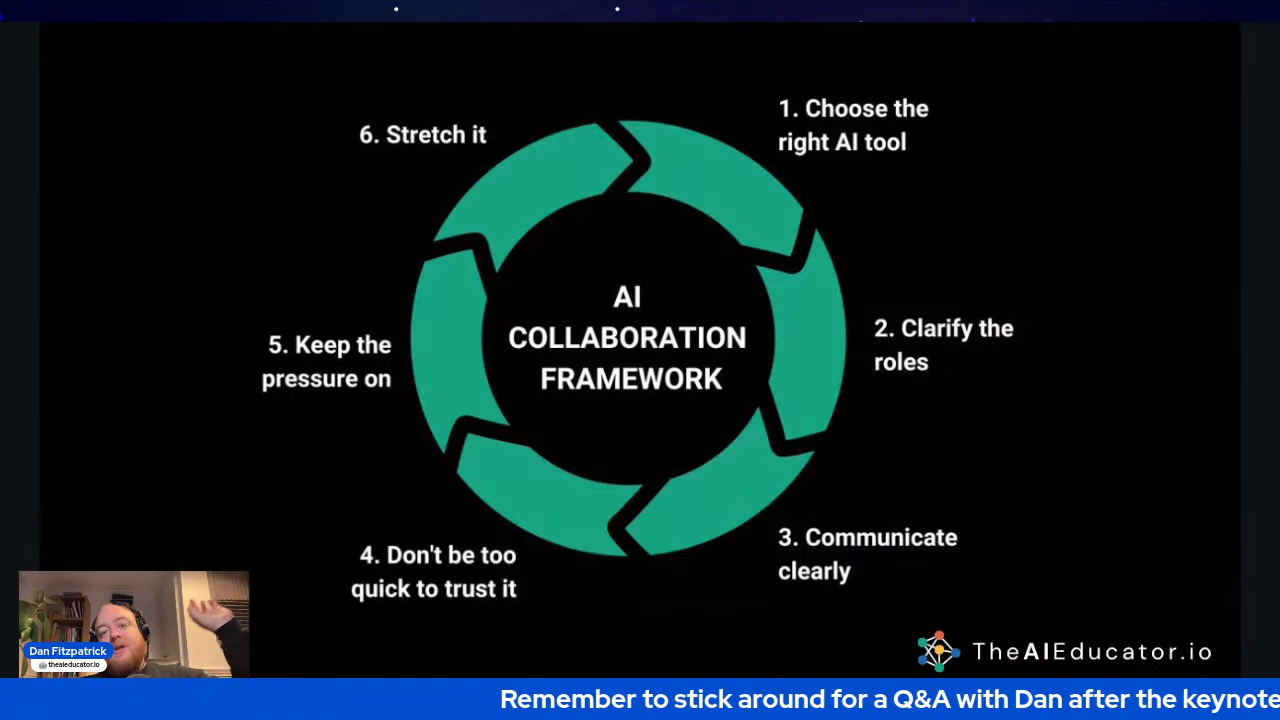 1. Choose the
right AI tool
2. Clarify the
roles
3. Communicate
clearly
4. Don't be too
quick to trust it
5. Keep the
pressure on
6. Stretch it
AI
COLLABORATION
FRAMEWORK
Dan Fitzpatrick
theaieducator.io
TheAIEducator.io
Remember to stick around for a Q&A with Dan after the keynote